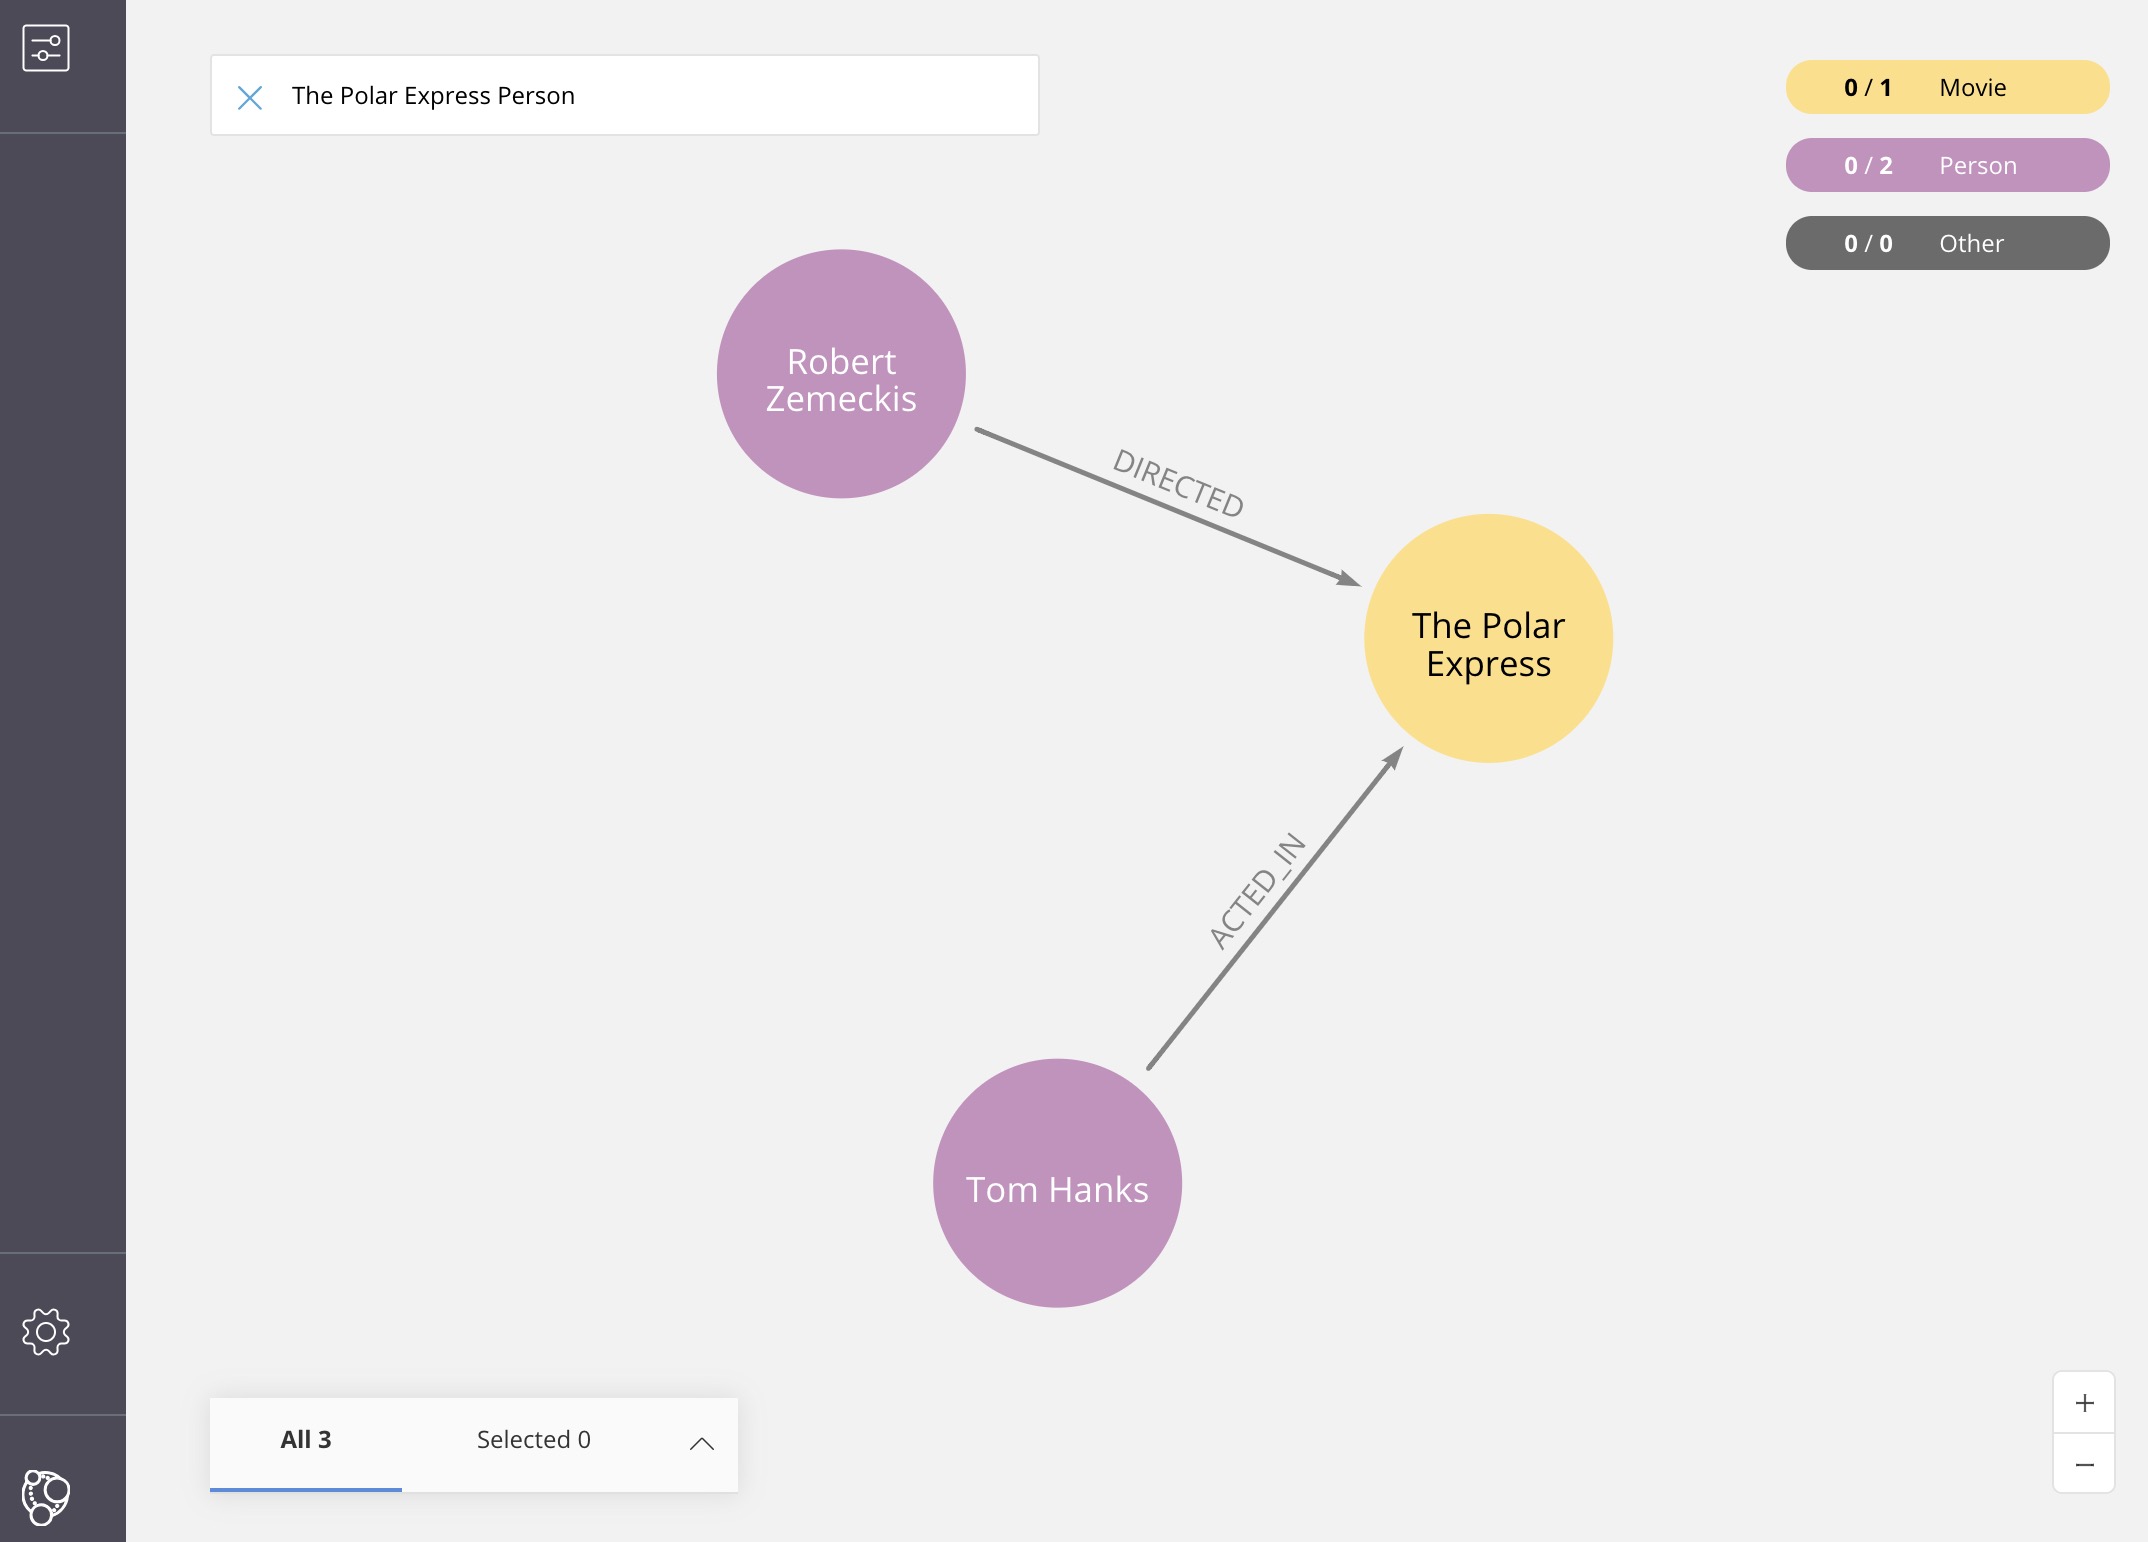 The Polar Express Person
0 / 1 Movie
0 / 2 Person
0 / 0 Other
Robert
Zemeckis
DIRECTED
The Polar
Express
ACTED_IN
Tom Hanks
All 3 Selected 0